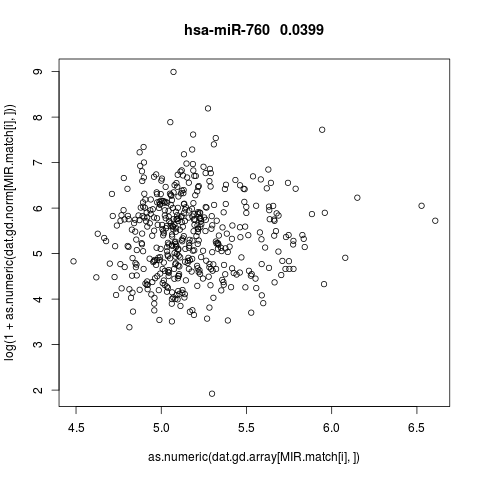 hsa-miR-760 0.0399
log(1 + as.numeric(dat.gd.norm[MIR.match[i], ]))
9
8
7
6
5
4
3
2
4.5 5.0 5.5 6.0 6.5
as.numeric(dat.gd.array[MIR.match[i], ])